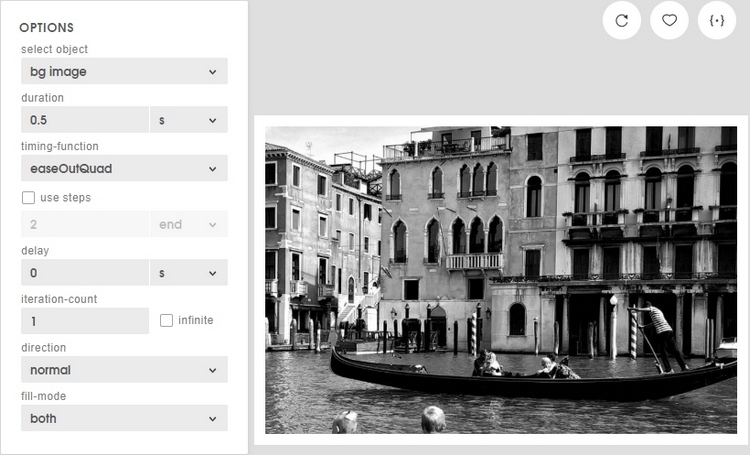 OPTIONS
select object
bg image
duration
0.5 s
timing-function
easeOutQuad
use steps
2 end
delay
0 s
iteration-count
1 infinite
direction
normal
fill-mode
both
{·}